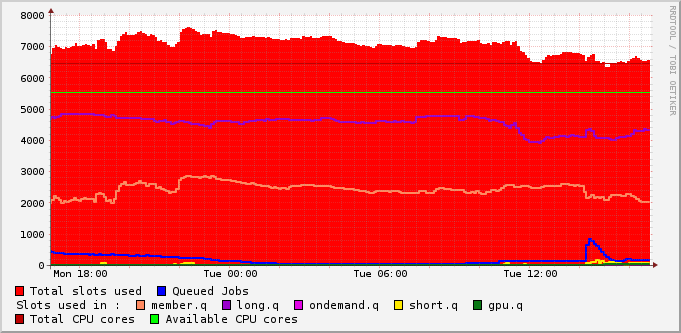 8000
7000
6000
5000
4000
3000
2000
1000
0
Mon 18:00 Tue 00:00 Tue 06:00 Tue 12:00
Total slots used Queued Jobs
Slots used in : member.q long.q ondemand.q short.q gpu.q
Total CPU cores Available CPU cores
RRDTOOL / TOBI OETIKER